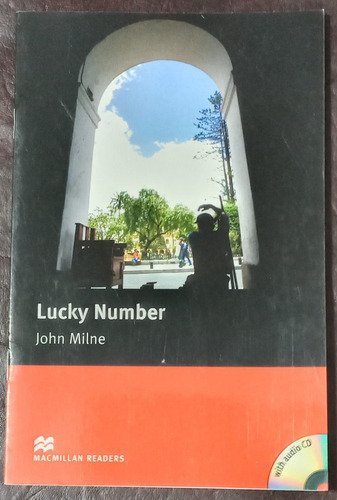 Lucky Number
John Milne
MACMILLAN READERS
with audio CD